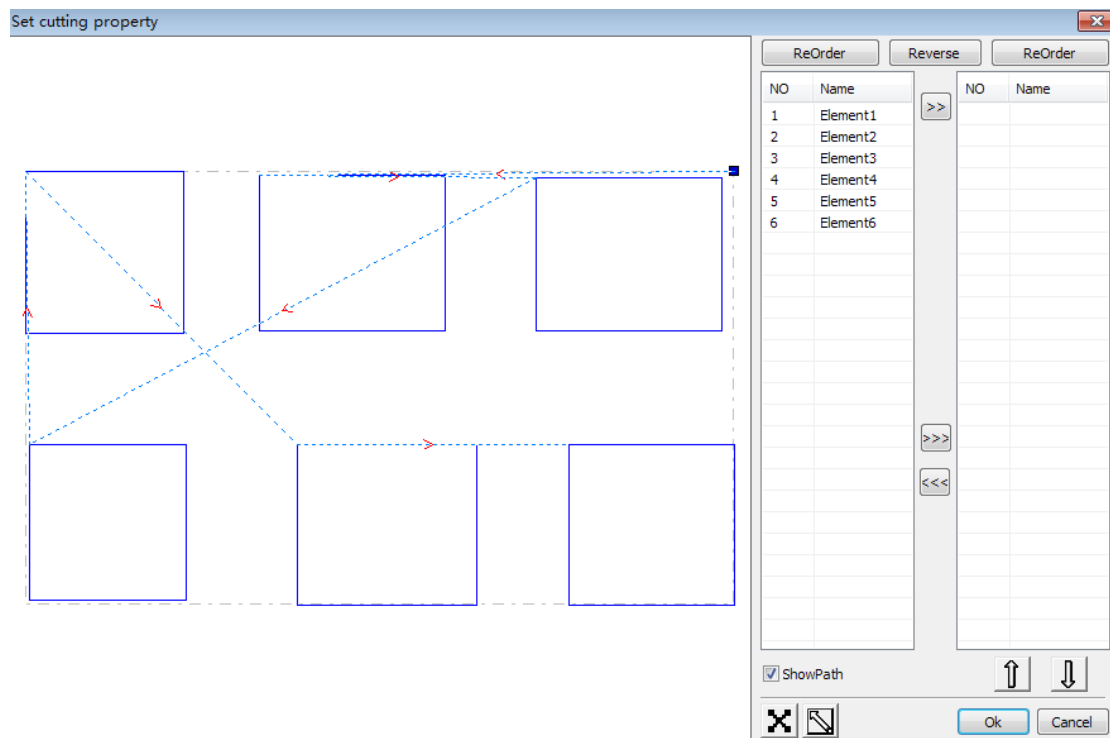 Set cutting property
ReOrder Reverse ReOrder
NO Name >> NO Name
1 Element1
2 Element2
3 Element3
4 Element4
5 Element5
6 Element6
>>>
<<<
ShowPath
Ok Cancel